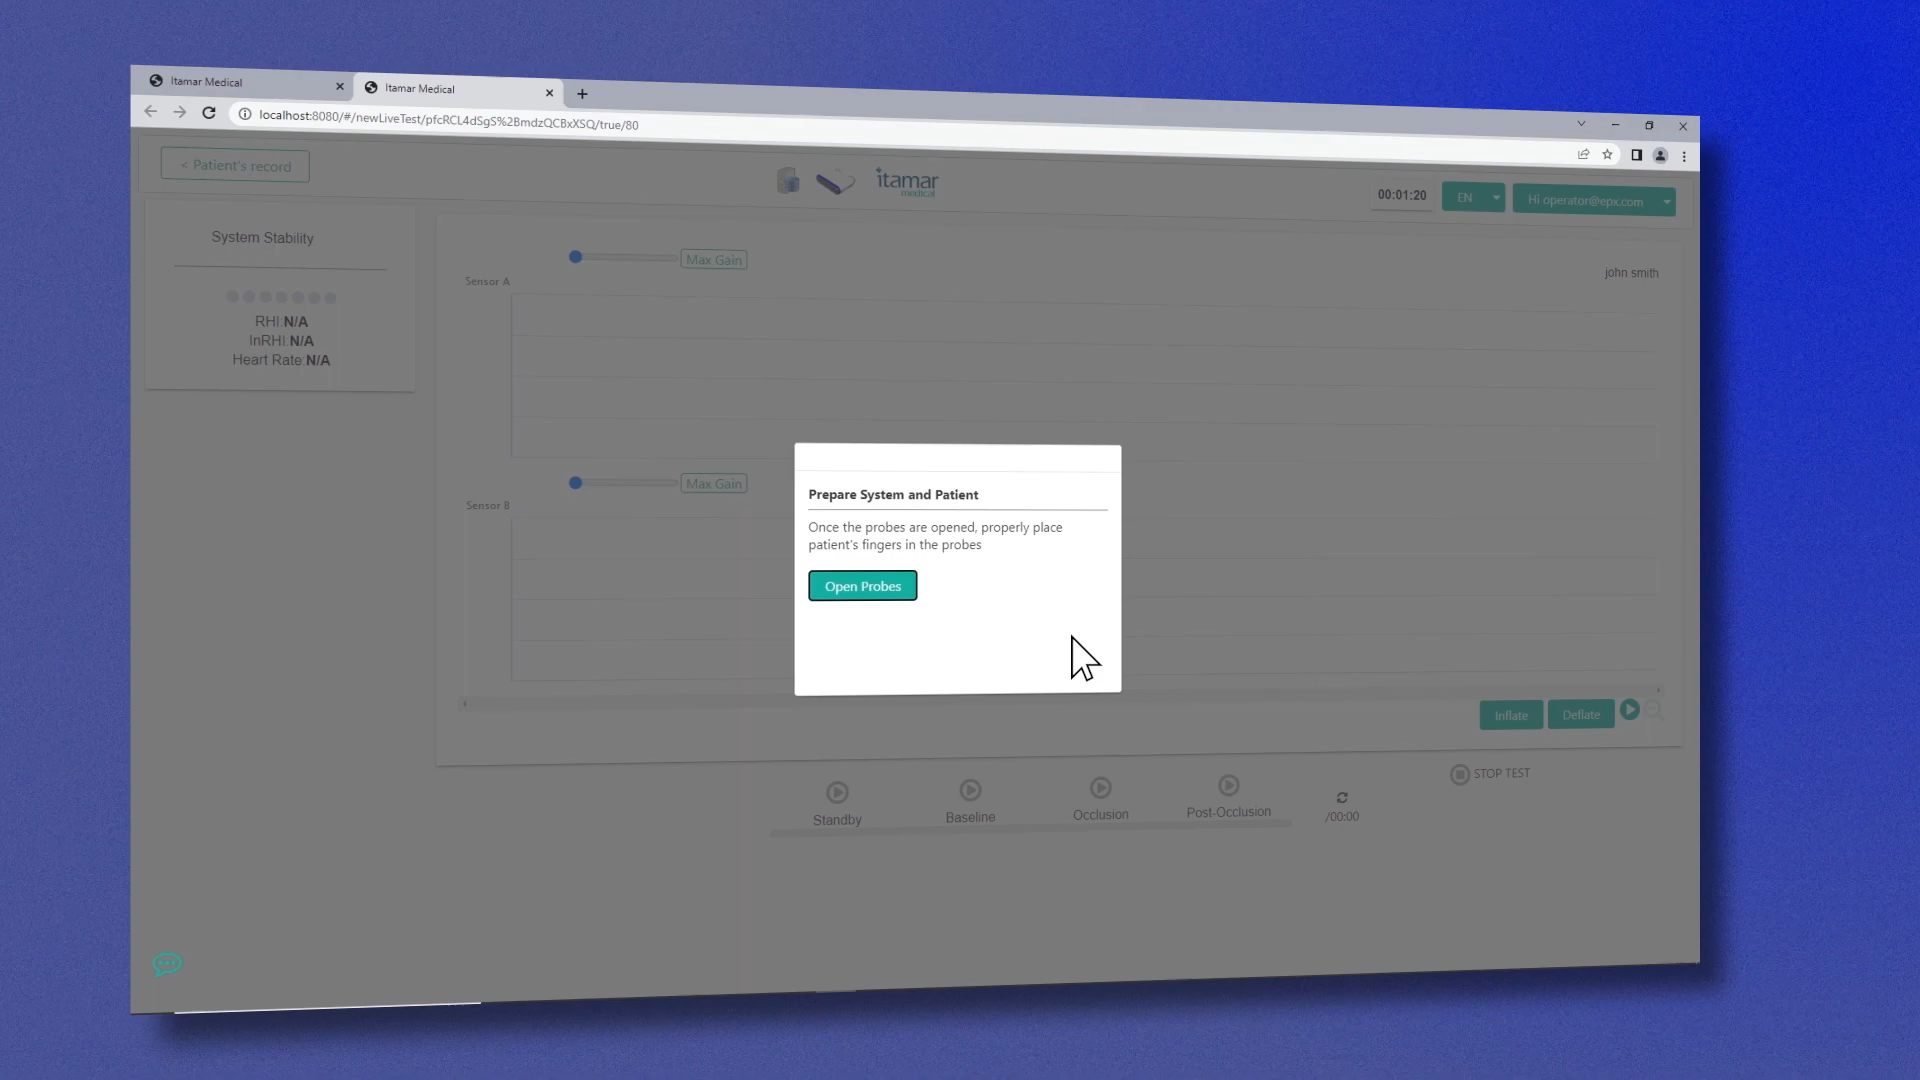 Itamar Medical
Itamar Medical
localhost:8080/#/newLiveTest/pfcRCL4dSgS%2BmdzQCBxXSQ/true/80
< Patient's record
itamar
medical
00:01:20
EN
Hi operator@epx.com
System Stability
RHI:N/A
lnRHI:N/A
Heart Rate:N/A
Max Gain
Sensor A
john smith
Max Gain
Sensor B
Prepare System and Patient
Once the probes are opened, properly place
patient's fingers in the probes
Open Probes
Inflate
Deflate
Standby
Baseline
Occlusion
Post-Occlusion
/00:00
STOP TEST